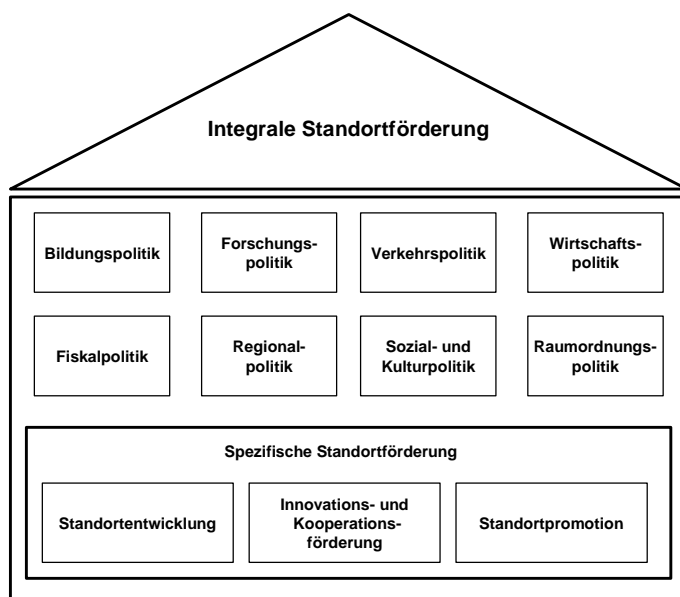 Integrale Standortförderung
Bildungspolitik
Forschungs-
politik
Verkehrspolitik
Wirtschafts-
politik
Fiskalpolitik
Regional-
politik
Sozial- und
Kulturpolitik
Raumordnungs-
politik
Spezifische Standortförderung
Standortentwicklung
Innovations- und
Kooperations-
förderung
Standortpromotion